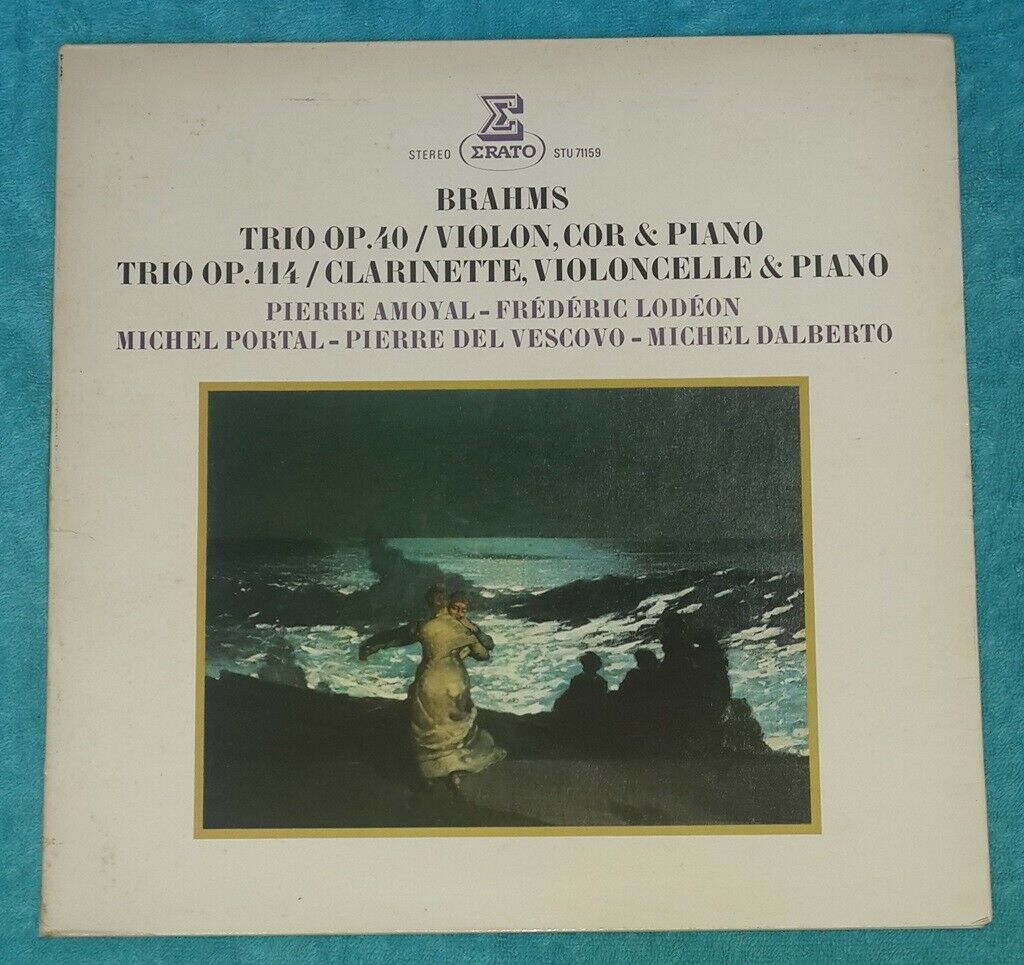 Σ
STEREO ΣRATO STU 71159
BRAHMS
TRIO OP.40 / VIOLON, COR & PIANO
TRIO OP.114 / CLARINETTE, VIOLONCELLE & PIANO
PIERRE AMOYAL - FRÉDÉRIC LODÉON
MICHEL PORTAL - PIERRE DEL VESCOVO - MICHEL DALBERTO